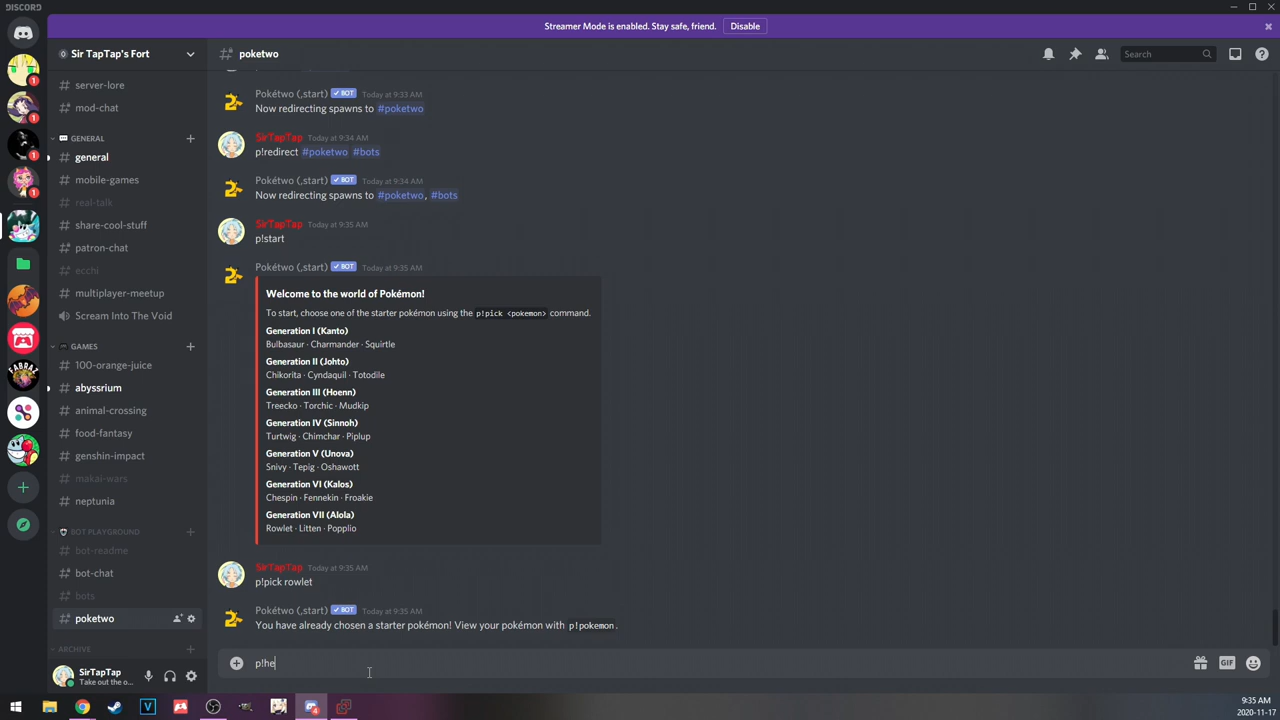 DISCORD
Streamer Mode is enabled. Stay safe, friend. Disable
Sir TapTap's Fort
server-lore
mod-chat
GENERAL
general
mobile-games
real-talk
share-cool-stuff
patron-chat
ecchi
multiplayer-meetup
Scream Into The Void
GAMES
100-orange-juice
abyssrium
animal-crossing
food-fantasy
genshin-impact
makai-wars
neptunia
BOT PLAYGROUND
bot-readme
bot-chat
bots
poketwo
ARCHIVE
SirTapTap
Take out the o...
poketwo
Search
Pokétwo (,start) ✓ BOT Today at 9:33 AM
Now redirecting spawns to #poketwo
SirTapTap Today at 9:34 AM
p!redirect #poketwo #bots
Pokétwo (,start) ✓ BOT Today at 9:34 AM
Now redirecting spawns to #poketwo, #bots
SirTapTap Today at 9:35 AM
p!start
Pokétwo (,start) ✓ BOT Today at 9:35 AM
Welcome to the world of Pokémon!
To start, choose one of the starter pokémon using the p!pick <pokemon> command.
Generation I (Kanto)
Bulbasaur · Charmander · Squirtle
Generation II (Johto)
Chikorita · Cyndaquil · Totodile
Generation III (Hoenn)
Treecko · Torchic · Mudkip
Generation IV (Sinnoh)
Turtwig · Chimchar · Piplup
Generation V (Unova)
Snivy · Tepig · Oshawott
Generation VI (Kalos)
Chespin · Fennekin · Froakie
Generation VII (Alola)
Rowlet · Litten · Popplio
SirTapTap Today at 9:35 AM
p!pick rowlet
Pokétwo (,start) ✓ BOT Today at 9:35 AM
You have already chosen a starter pokémon! View your pokémon with p!pokemon.
p!he
GIF
9:35 AM
2020-11-17